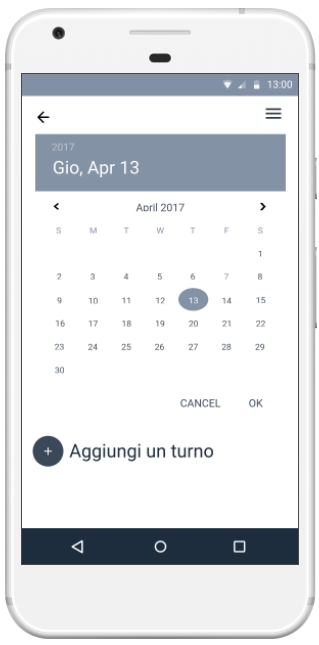 13:00
2017
Gio, Apr 13
April 2017
S M T W T F S
1
2 3 4 5 6 7 8
9 10 11 12 13 14 15
16 17 18 19 20 21 22
23 24 25 26 27 28 29
30
CANCEL OK
+ Aggiungi un turno